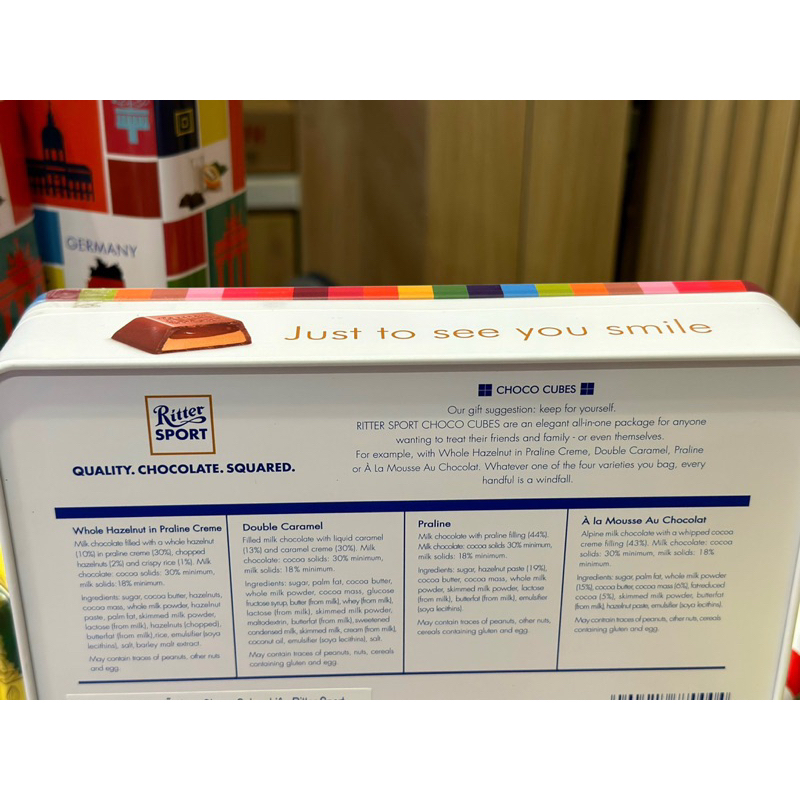 GERMANY
Just to see you smile
Ritter
SPORT
QUALITY. CHOCOLATE. SQUARED.
CHOCO CUBES
Our gift suggestion: keep for yourself.
RITTER SPORT CHOCO CUBES are an elegant all-in-one package for anyone
wanting to treat their friends and family - or even themselves.
For example, with Whole Hazelnut in Praline Creme, Double Caramel, Praline
or À La Mousse Au Chocolat. Whatever one of the four varieties you bag, every
handful is a windfall.
Whole Hazelnut in Praline Creme
Milk chocolate filled with a whole hazelnut
(10%) in praline creme (30%), chopped
hazelnuts (2%) and crispy rice (1%). Milk
chocolate: cocoa solids: 30% minimum,
milk solids: 18% minimum.
Ingredients: sugar, cocoa butter, hazelnuts,
cocoa mass, whole milk powder, hazelnut
paste, palm fat, skimmed milk powder,
lactose (from milk), hazelnuts (chopped),
butterfat (from milk), rice, emulsifier (soya
lecithins), salt, barley malt extract.
May contain traces of peanuts, other nuts
and egg.
Double Caramel
Filled milk chocolate with liquid caramel
(13%) and caramel creme (30%). Milk
chocolate: cocoa solids: 30% minimum,
milk solids: 18% minimum.
Ingredients: sugar, palm fat, cocoa butter,
whole milk powder, cocoa mass, glucose
fructose syrup, butter (from milk), whey (from milk),
lactose (from milk), skimmed milk powder,
maltodextrin, butterfat (from milk), sweetened
condensed milk, skimmed milk, cream (from milk),
coconut oil, emulsifier (soya lecithins), salt.
May contain traces of peanuts, nuts, cereals
containing gluten and egg.
Praline
Milk chocolate with praline filling (44%).
Milk chocolate: cocoa solids 30% minimum,
milk solids: 18% minimum.
Ingredients: sugar, hazelnut paste (19%),
cocoa butter, cocoa mass, whole milk
powder, skimmed milk powder, lactose
(from milk), butterfat (from milk), emulsifier
(soya lecithins).
May contain traces of peanuts, other nuts,
cereals containing gluten and egg.
À la Mousse Au Chocolat
Alpine milk chocolate with a whipped cocoa
creme filling (43%). Milk chocolate: cocoa
solids: 30% minimum, milk solids: 18%
minimum.
Ingredients: sugar, palm fat, whole milk powder
(15%), cocoa butter, cocoa mass (6%), fat-reduced
cocoa (5%), skimmed milk powder, butterfat
(from milk), hazelnut paste, emulsifier (soya lecithins).
May contain traces of peanuts, other nuts, cereals
containing gluten and egg.